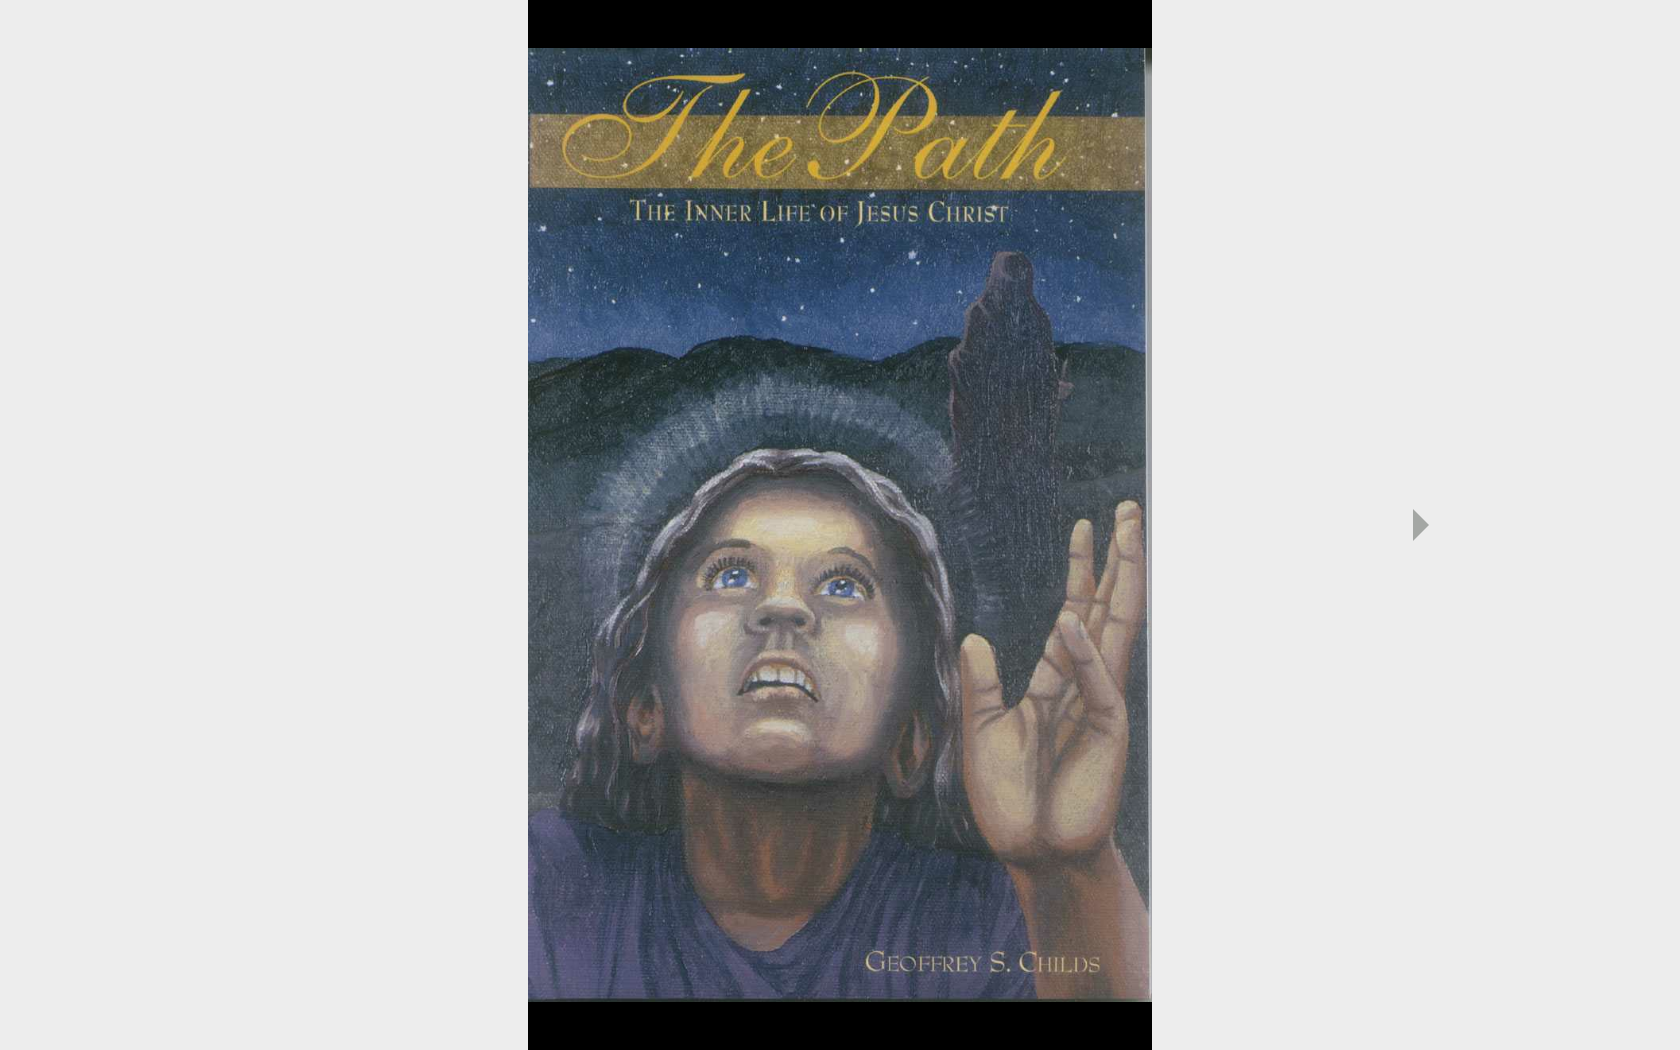 The Path
The Inner Life of Jesus Christ
Geoffrey S. Childs